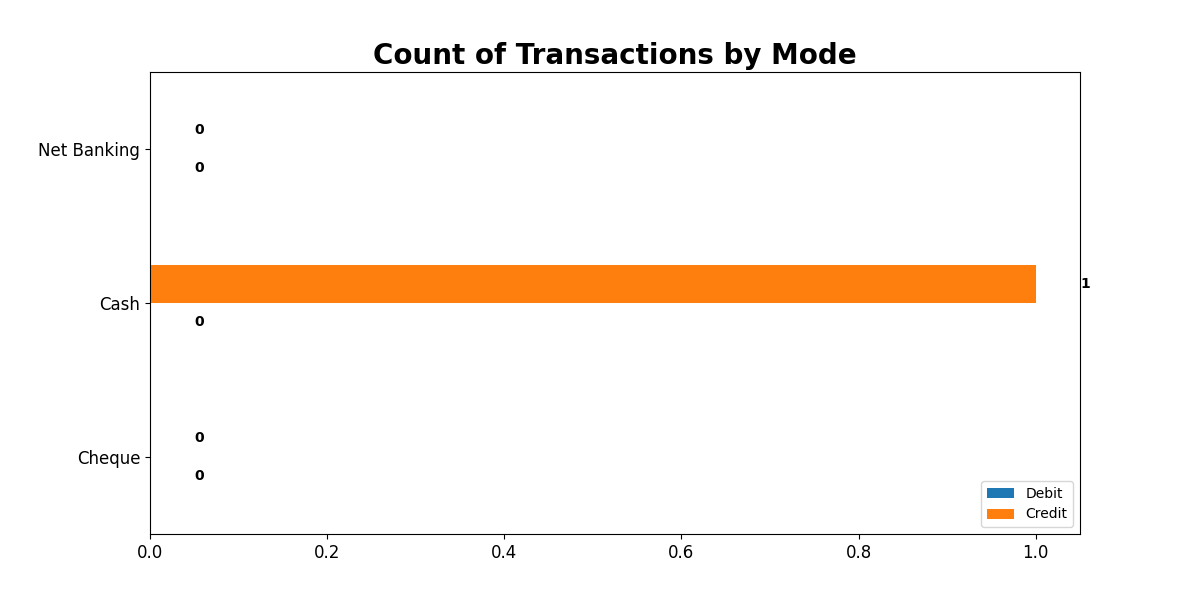 Count of Transactions by Mode
Net Banking
0
0
Cash
1
0
Cheque
0
0
Debit
Credit
0.0 0.2 0.4 0.6 0.8 1.0